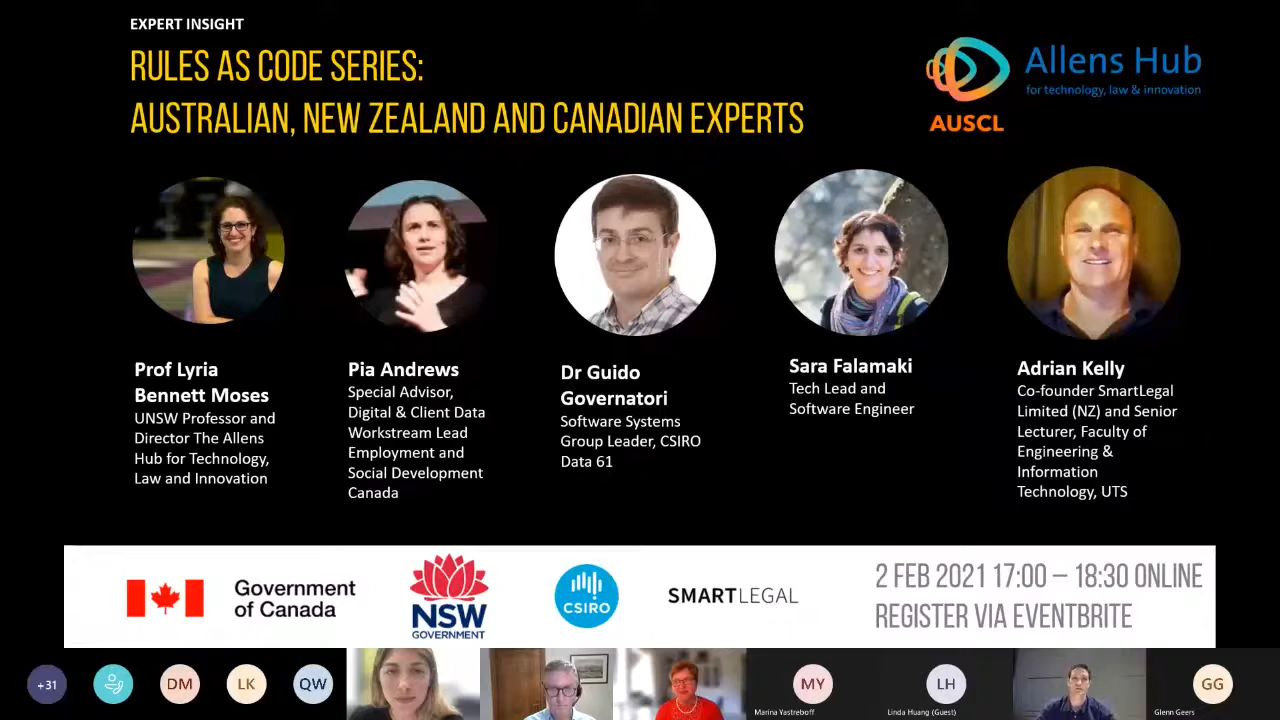 EXPERT INSIGHT
RULES AS CODE SERIES:
AUSTRALIAN, NEW ZEALAND AND CANADIAN EXPERTS
Allens Hub
for technology, law & innovation
AUSCL
Prof Lyria
Bennett Moses
UNSW Professor and
Director The Allens
Hub for Technology,
Law and Innovation
Pia Andrews
Special Advisor,
Digital & Client Data
Workstream Lead
Employment and
Social Development
Canada
Dr Guido
Governatori
Software Systems
Group Leader, CSIRO
Data 61
Sara Falamaki
Tech Lead and
Software Engineer
Adrian Kelly
Co-founder SmartLegal
Limited (NZ) and Senior
Lecturer, Faculty of
Engineering &
Information
Technology, UTS
Government
of Canada
NSW
GOVERNMENT
CSIRO
SMARTLEGAL
2 FEB 2021 17:00 – 18:30 ONLINE
REGISTER VIA EVENTBRITE
+31
DM
LK
QW
MY
Marina Yastreboff
LH
Linda Huang (Guest)
GG
Glenn Geers